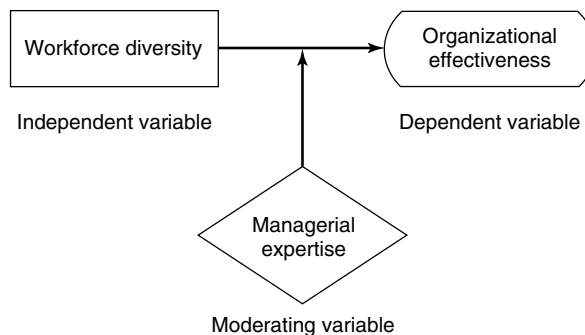 Workforce diversity
Organizational
effectiveness
Independent variable
Dependent variable
Managerial
expertise
Moderating variable